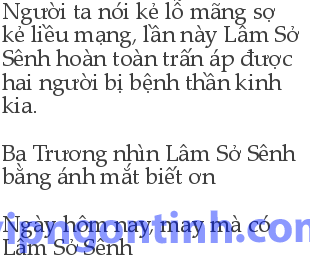 Người ta nói kẻ lỗ mãng sợ
kẻ liều mạng, lần này Lâm Sở
Sênh hoàn toàn trấn áp được
hai người bị bệnh thần kinh
kia.
Bà Trương nhìn Lâm Sở Sênh
bằng ánh mắt biết ơn
Ngày hôm nay, may mà có
Lâm Sở Sênh